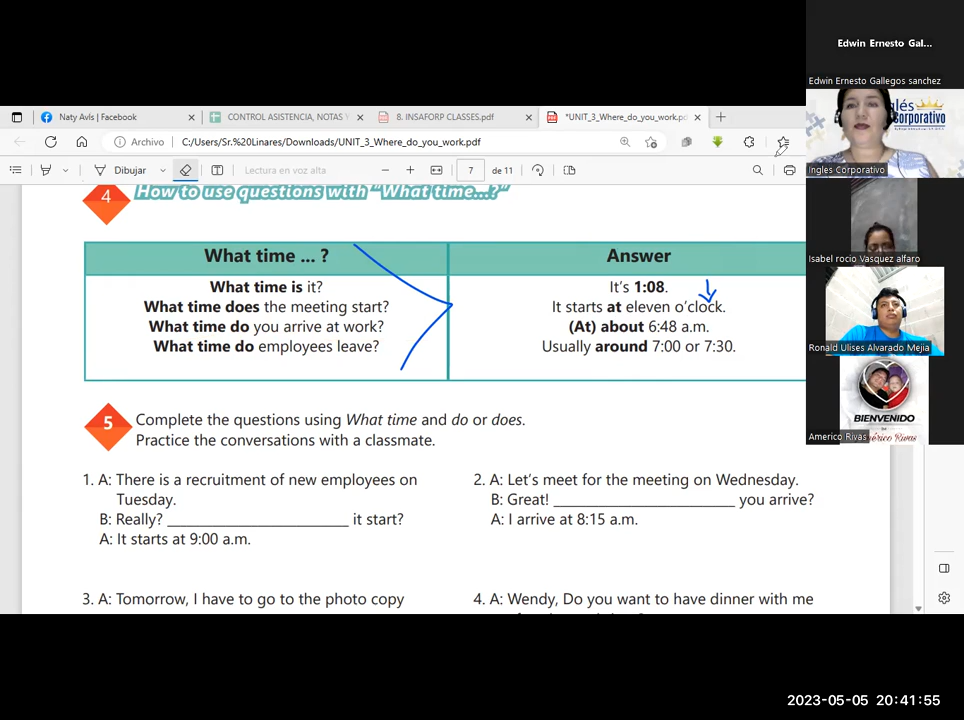 Edwin Ernesto Gal...
Edwin Ernesto Gallegos sanchez
Naty Avls | Facebook
CONTROL ASISTENCIA, NOTAS Y
8. INSAFORP CLASSES.pdf
*UNIT_3_Where_do_you_work.pd
Archivo
C:/Users/Sr.%20Linares/Downloads/UNIT_3_Where_do_you_work.pdf
Dibujar
Lectura en voz alta
7
de 11
glés
Corporativo
Ingles Corporativo
4
How to use questions with "What time...?"
What time ... ?
Answer
What time is it?
It's 1:08.
What time does the meeting start?
It starts at eleven o'clock.
What time do you arrive at work?
(At) about 6:48 a.m.
What time do employees leave?
Usually around 7:00 or 7:30.
Isabel rocio Vasquez alfaro
Ronald Ulises Alvarado Mejia
BIENVENIDO
Américo Rivas
Americo Rivas
5
Complete the questions using What time and do or does.
Practice the conversations with a classmate.
1. A: There is a recruitment of new employees on
Tuesday.
B: Really? ______________________ it start?
A: It starts at 9:00 a.m.
2. A: Let's meet for the meeting on Wednesday.
B: Great! ______________________ you arrive?
A: I arrive at 8:15 a.m.
3. A: Tomorrow, I have to go to the photo copy
4. A: Wendy, Do you want to have dinner with me
2023-05-05 20:41:55